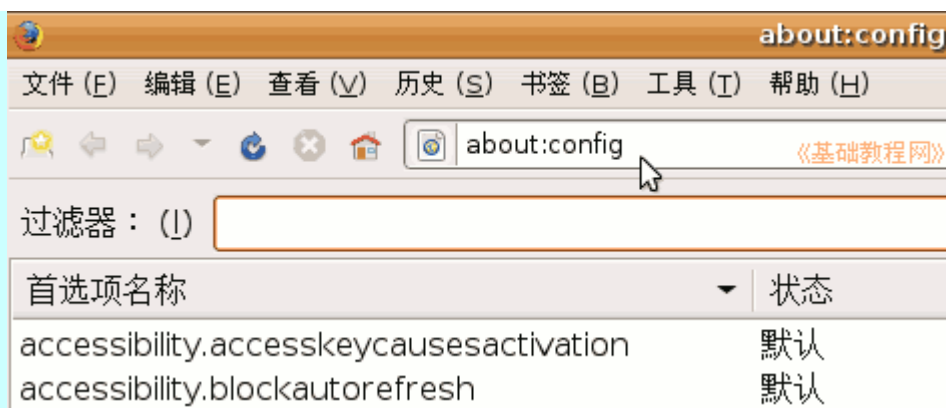 about:config
文件 (F) 编辑 (E) 查看 (V) 历史 (S) 书签 (B) 工具 (T) 帮助 (H)
about:config 《基础教程网》
过滤器： (I)
首选项名称 状态
accessibility.accesskeycausesactivation 默认
accessibility.blockautorefresh 默认